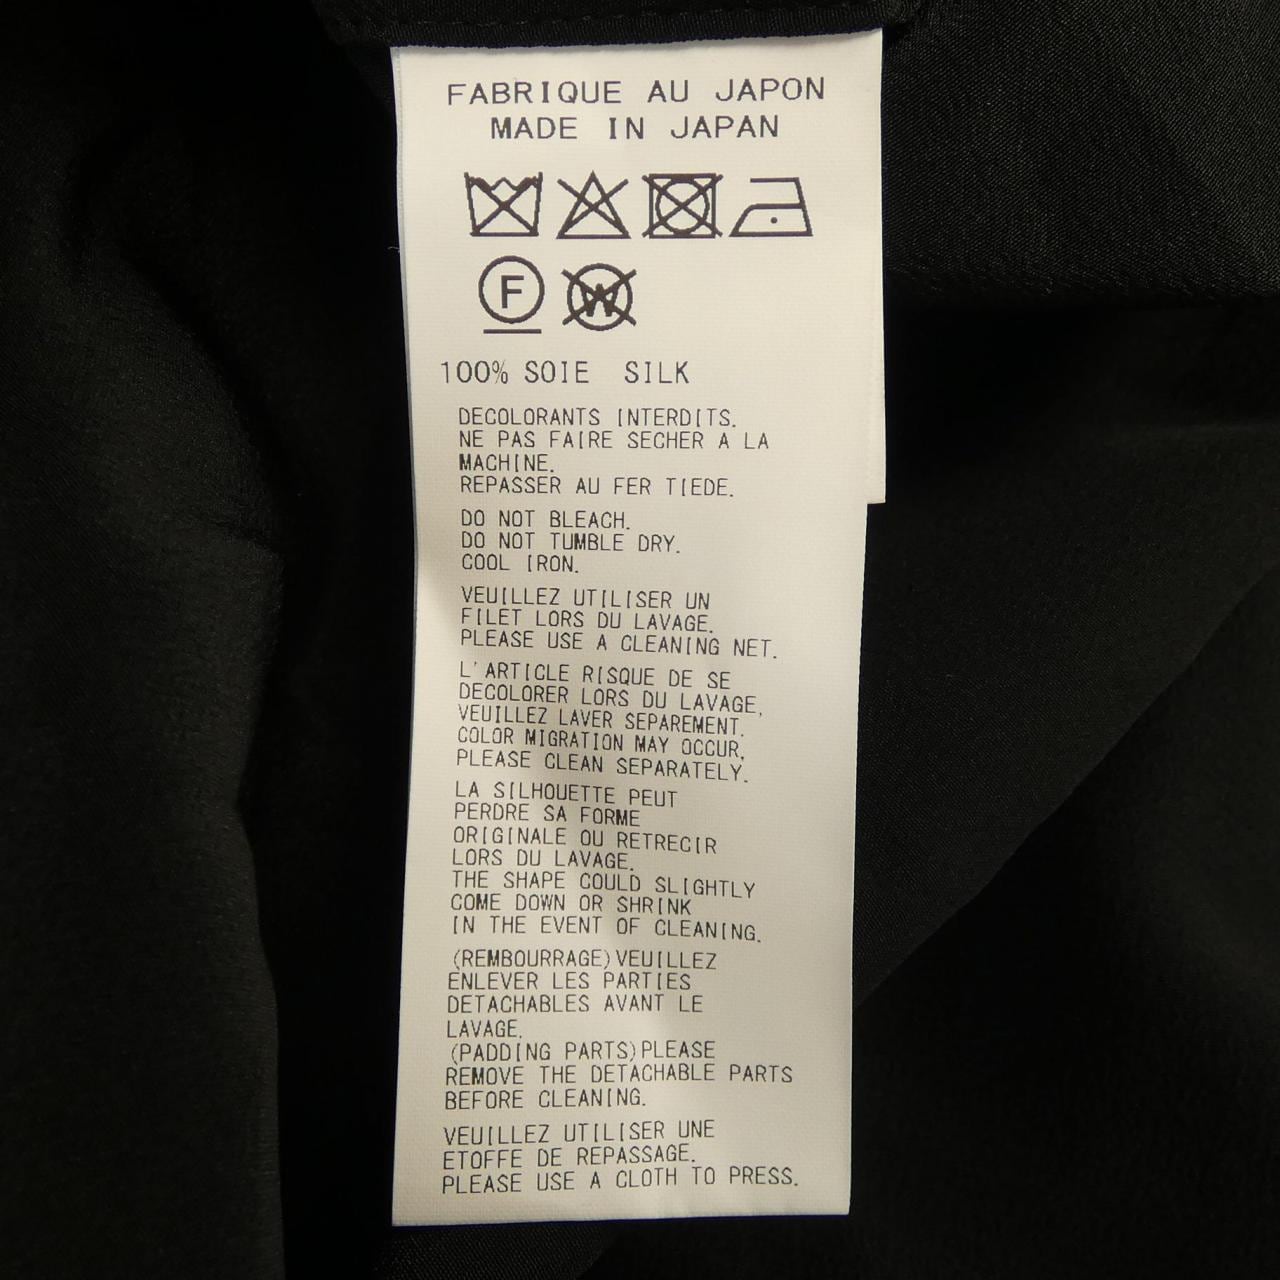 FABRIQUE AU JAPON
MADE IN JAPAN
F
W
100% SOIE SILK
DECOLORANTS INTERDITS.
NE PAS FAIRE SECHER A LA
MACHINE.
REPASSER AU FER TIEDE.
DO NOT BLEACH.
DO NOT TUMBLE DRY.
COOL IRON.
VEUILLEZ UTILISER UN
FILET LORS DU LAVAGE.
PLEASE USE A CLEANING NET.
L'ARTICLE RISQUE DE SE
DECOLORER LORS DU LAVAGE,
VEUILLEZ LAVER SEPAREMENT.
COLOR MIGRATION MAY OCCUR,
PLEASE CLEAN SEPARATELY.
LA SILHOUETTE PEUT
PERDRE SA FORME
ORIGINALE OU RETRECIR
LORS DU LAVAGE.
THE SHAPE COULD SLIGHTLY
COME DOWN OR SHRINK
IN THE EVENT OF CLEANING.
(REMBOURRAGE)VEUILLEZ
ENLEVER LES PARTIES
DETACHABLES AVANT LE
LAVAGE.
(PADDING PARTS)PLEASE
REMOVE THE DETACHABLE PARTS
BEFORE CLEANING.
VEUILLEZ UTILISER UNE
ETOFFE DE REPASSAGE.
PLEASE USE A CLOTH TO PRESS.